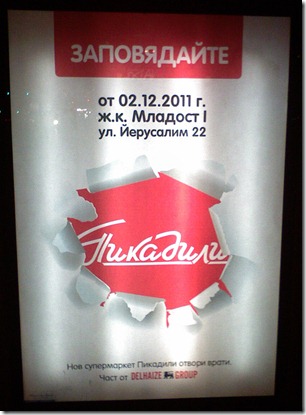 ЗАПОВЯДАЙТЕ
от 02.12.2011 г.
ж.к. Младост I
ул. Йерусалим 22
Пикадили
Нов супермаркет Пикадили отвори врати.
Част от DELHAIZE GROUP